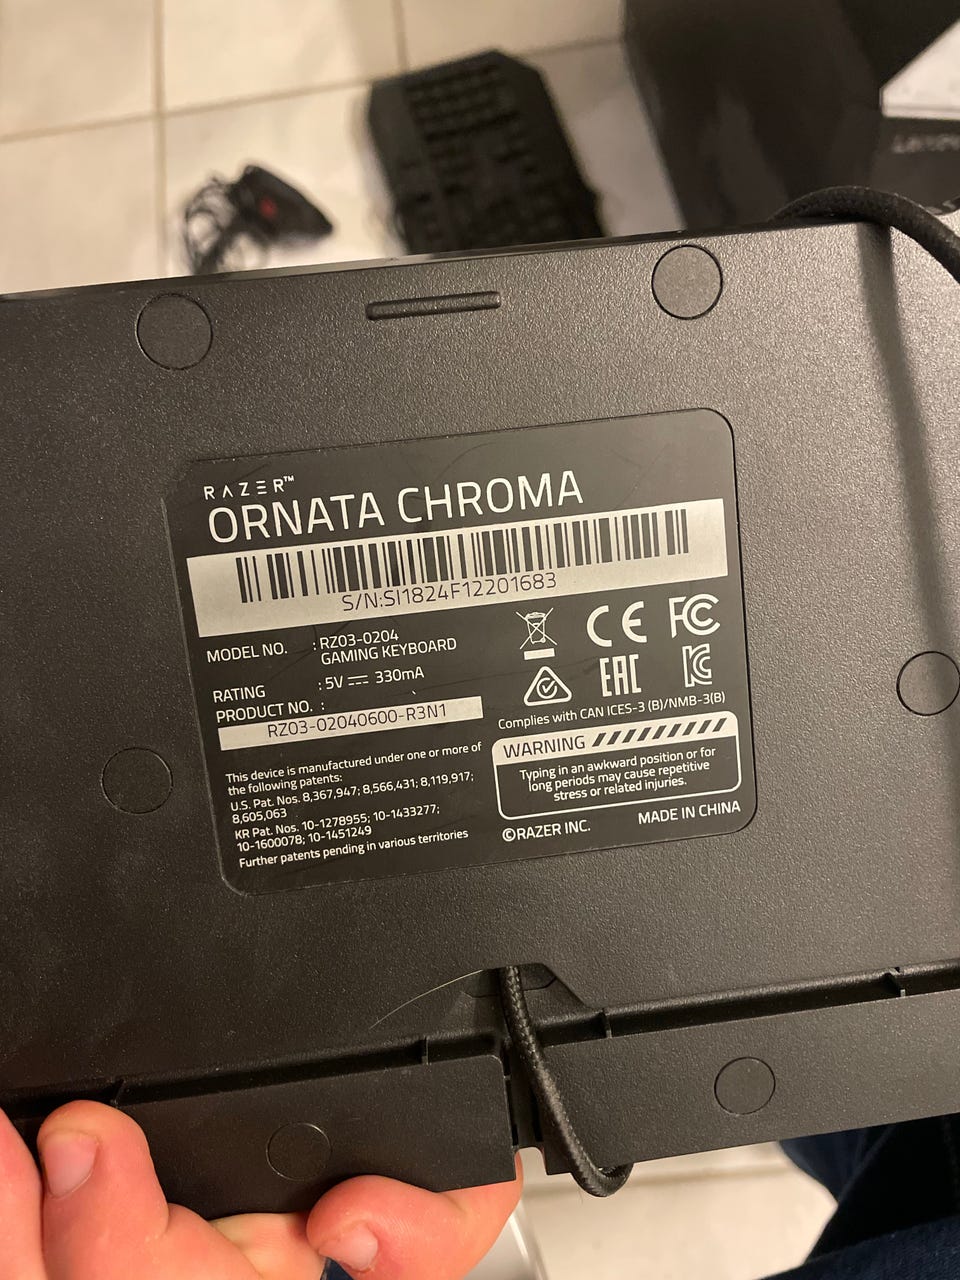 RAZER™
ORNATA CHROMA
S/N:SI1824F12201683
MODEL NO. : RZ03-0204
GAMING KEYBOARD
RATING : 5V ⎓ 330mA
PRODUCT NO. :
RZ03-02040600-R3N1
This device is manufactured under one or more of
the following patents:
U.S. Pat. Nos. 8,367,947; 8,566,431; 8,119,917;
8,605,063
KR Pat. Nos. 10-1278955; 10-1433277;
10-1600078; 10-1451249
Further patents pending in various territories
CE FC
EAC KC
Complies with CAN ICES-3 (B)/NMB-3(B)
WARNING
Typing in an awkward position or for
long periods may cause repetitive
stress or related injuries.
©RAZER INC. MADE IN CHINA